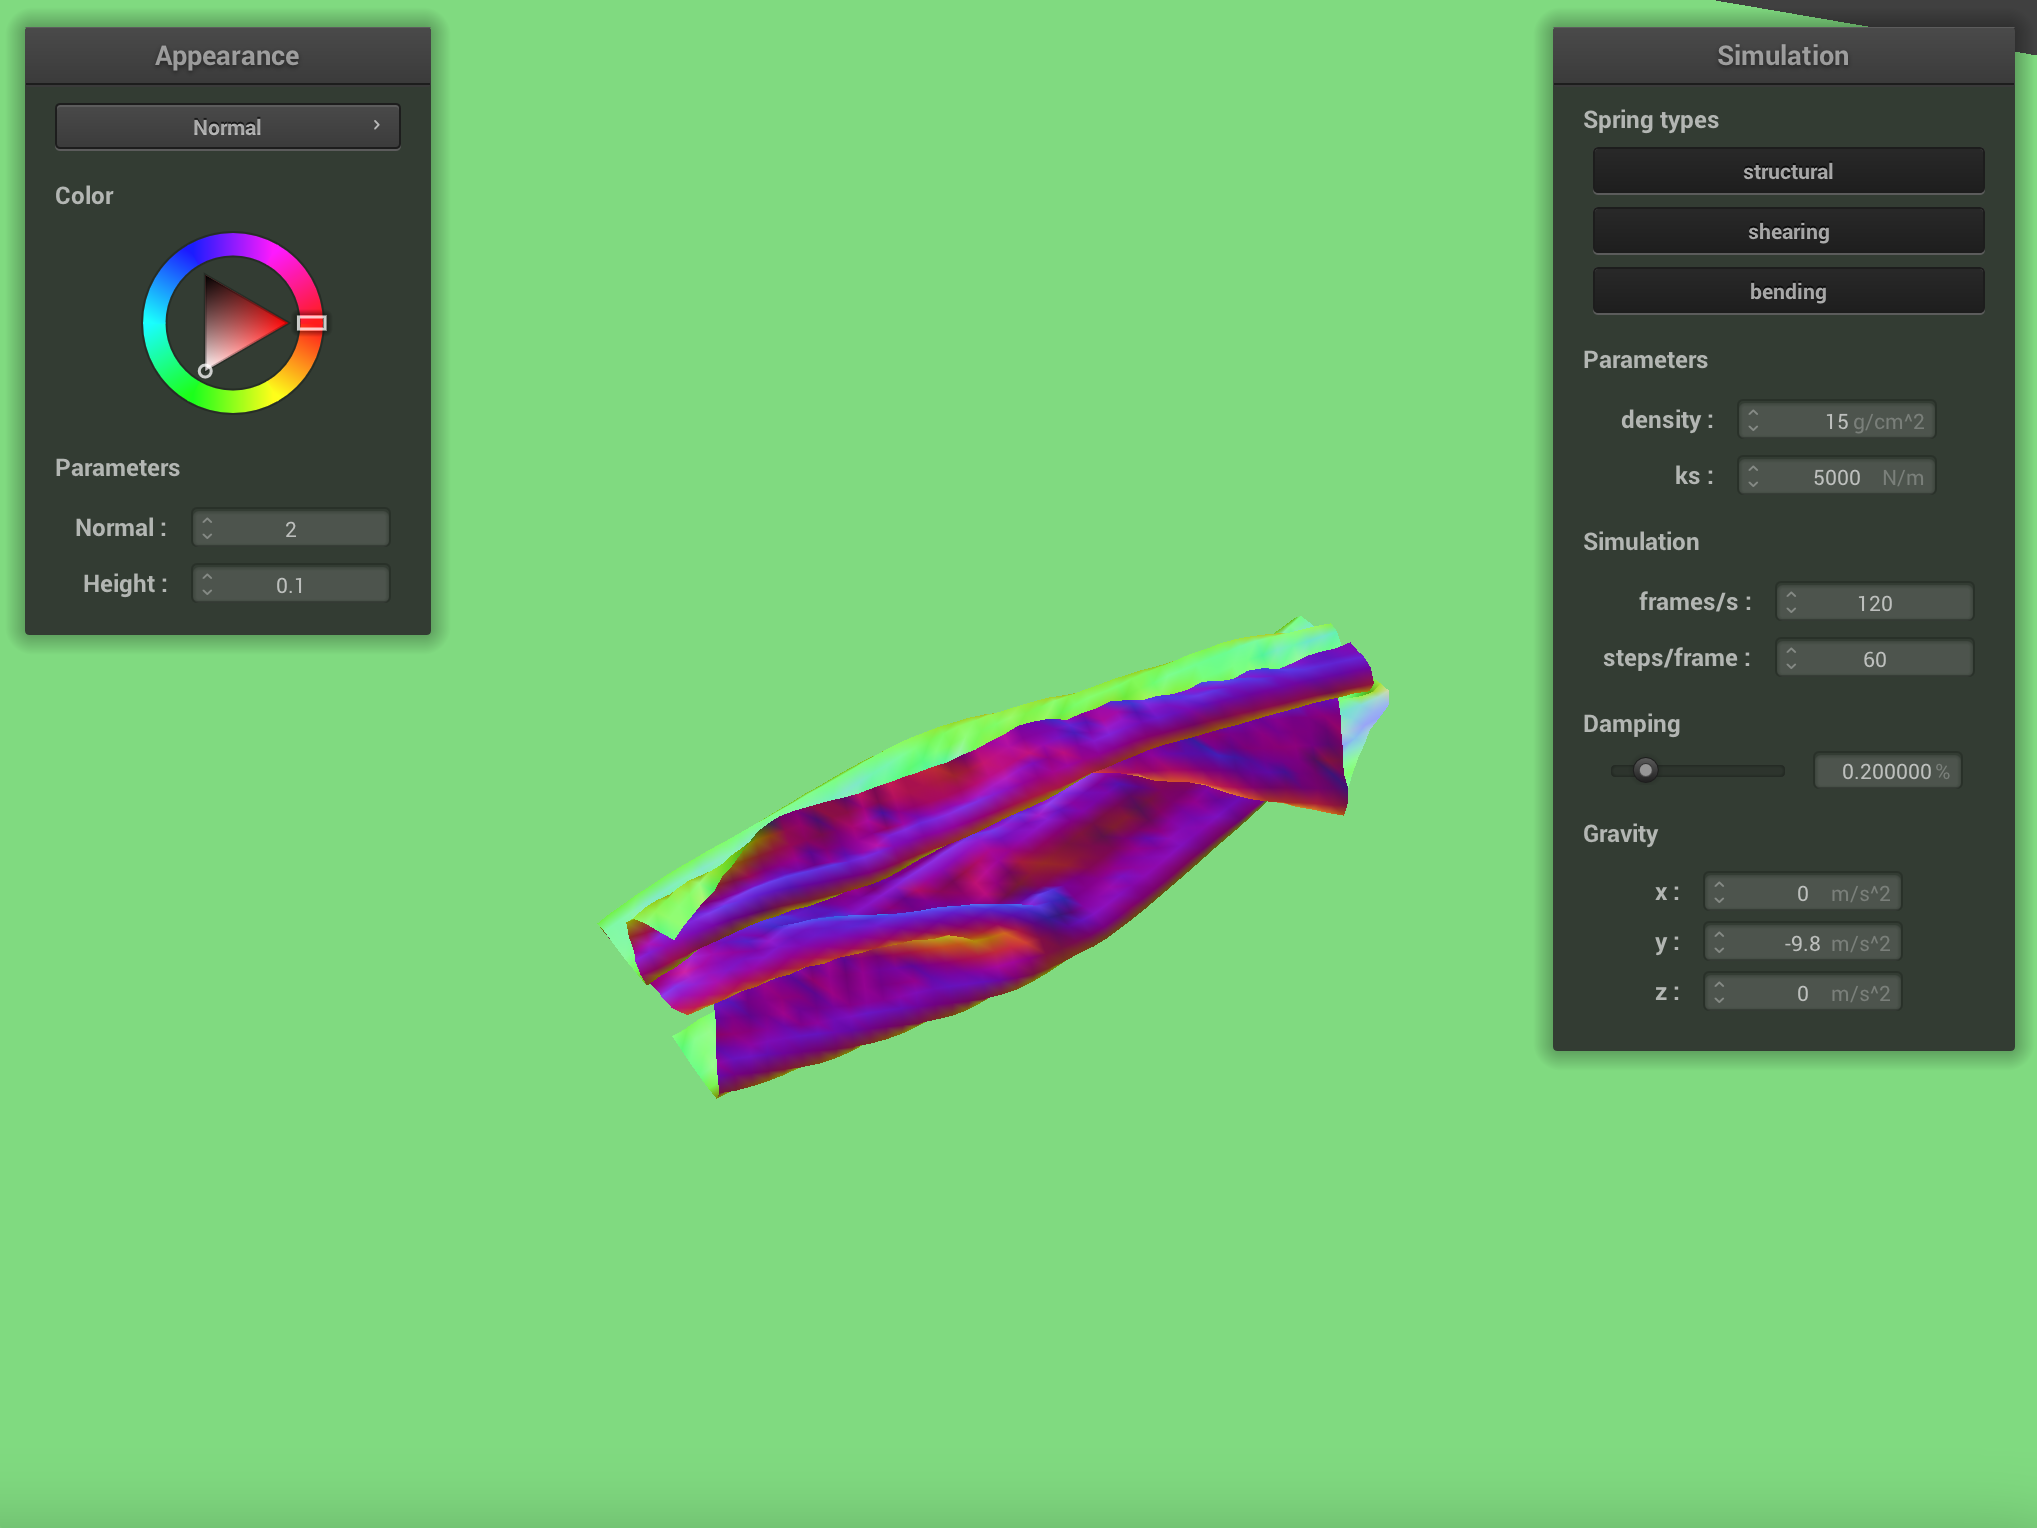 Appearance
Normal
Color
Parameters
Normal : 2
Height : 0.1
Simulation
Spring types
structural
shearing
bending
Parameters
density : 15 g/cm^2
ks : 5000 N/m
Simulation
frames/s : 120
steps/frame : 60
Damping
0.200000 %
Gravity
x : 0 m/s^2
y : -9.8 m/s^2
z : 0 m/s^2